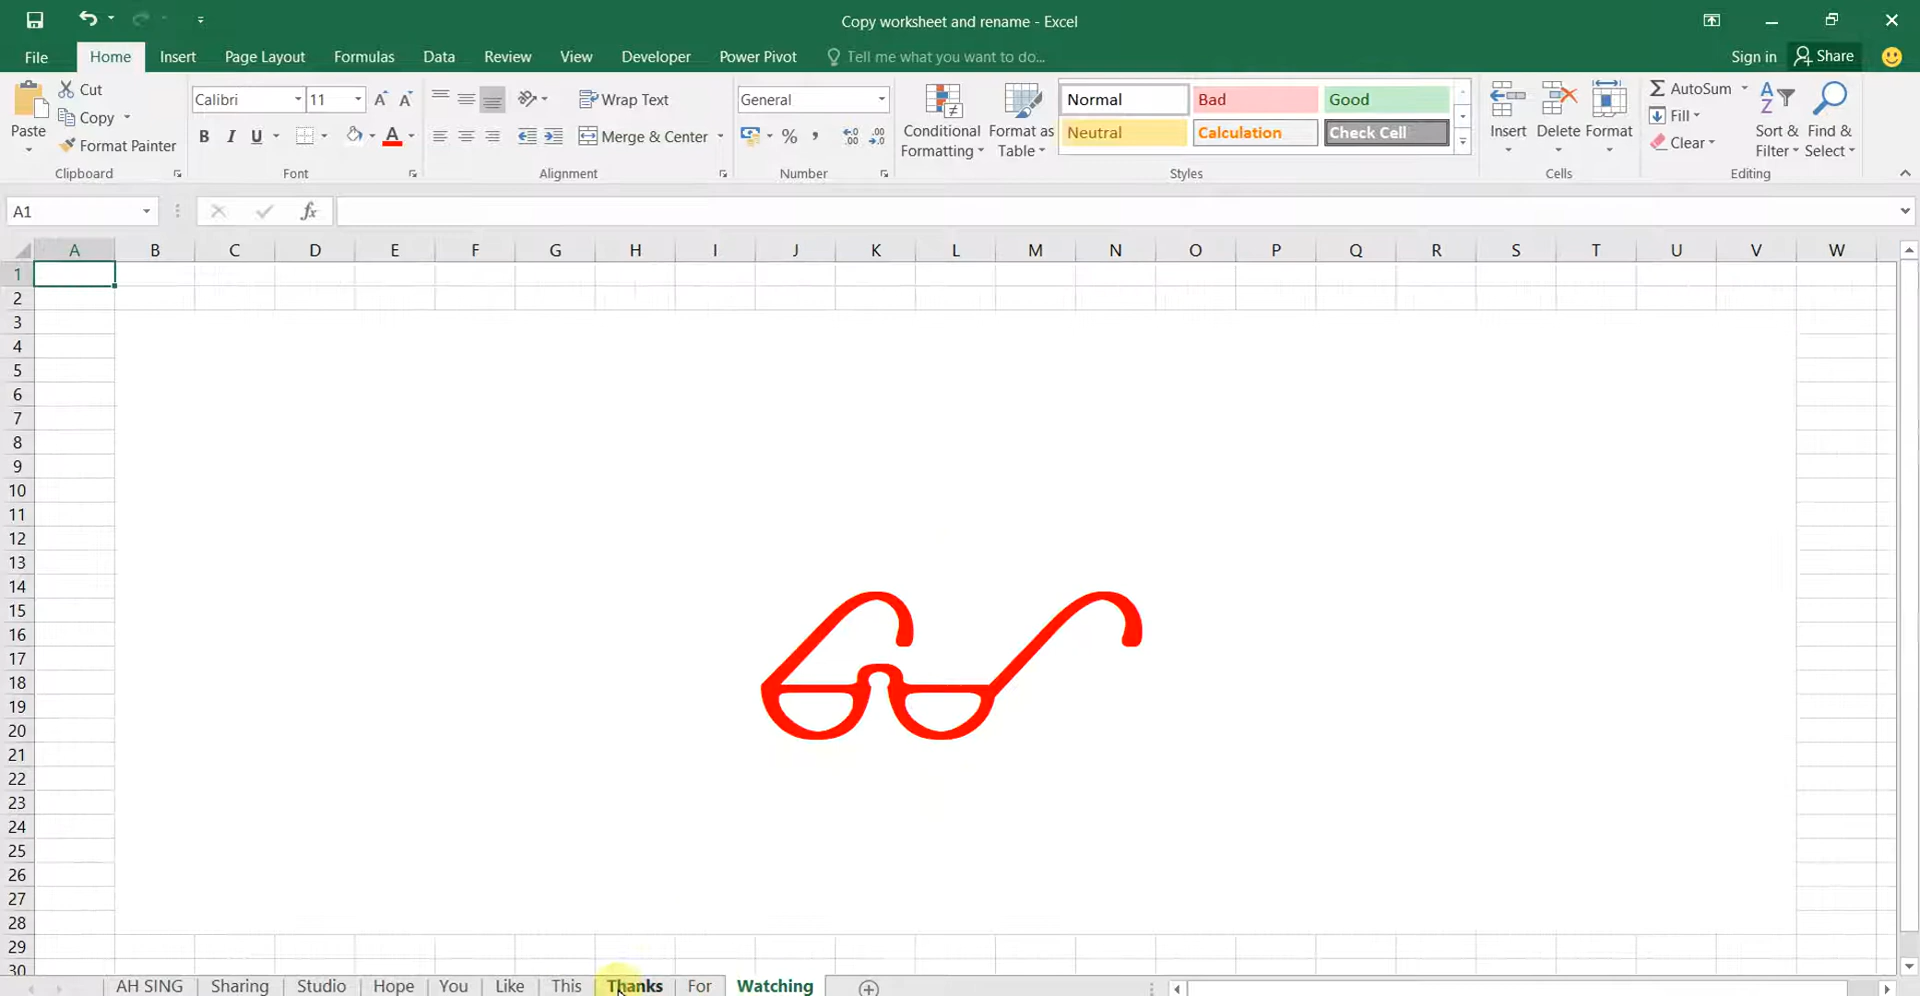 Copy worksheet and rename - Excel
File Home Insert Page Layout Formulas Data Review View Developer Power Pivot Tell me what you want to do... Sign in Share
Paste
Cut
Copy
Format Painter
Clipboard
Calibri 11
B I U A
Font
Wrap Text
Merge & Center
Alignment
General
% , .00 .00
Number
Conditional Formatting
Format as Table
Normal Bad Good
Neutral Calculation Check Cell
Styles
Insert Delete Format
Cells
AutoSum
Fill
Clear
Sort & Filter
Find & Select
Editing
A1 fx
A B C D E F G H I J K L M N O P Q R S T U V W
1
2
3
4
5
6
7
8
9
10
11
12
13
14
15
16
17
18
19
20
21
22
23
24
25
26
27
28
29
30
AH SING Sharing Studio Hope You Like This Thanks For Watching